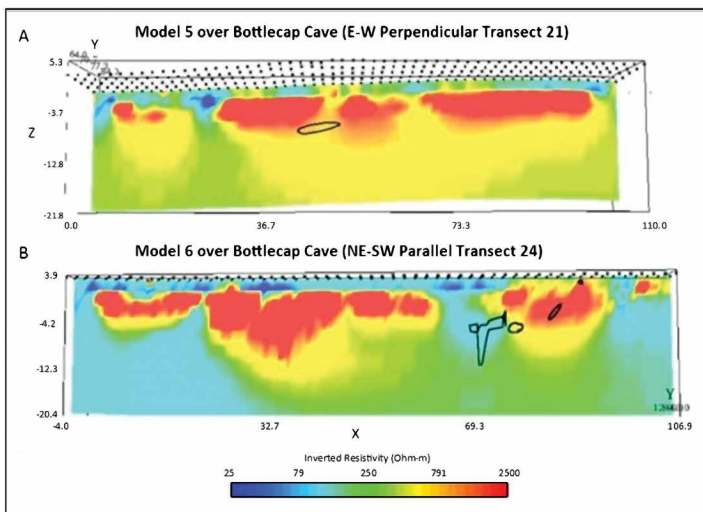 A
Model 5 over Bottlecap Cave (E-W Perpendicular Transect 21)
Y
5.3
-3.7
Z
-12.8
-21.8
0.0 36.7 73.3 110.0
B
Model 6 over Bottlecap Cave (NE-SW Parallel Transect 24)
3.9
-4.2
-12.3
-20.4
Y
-4.0 32.7 69.3 106.9
X
Inverted Resistivity (Ohm-m)
25 79 250 791 2500